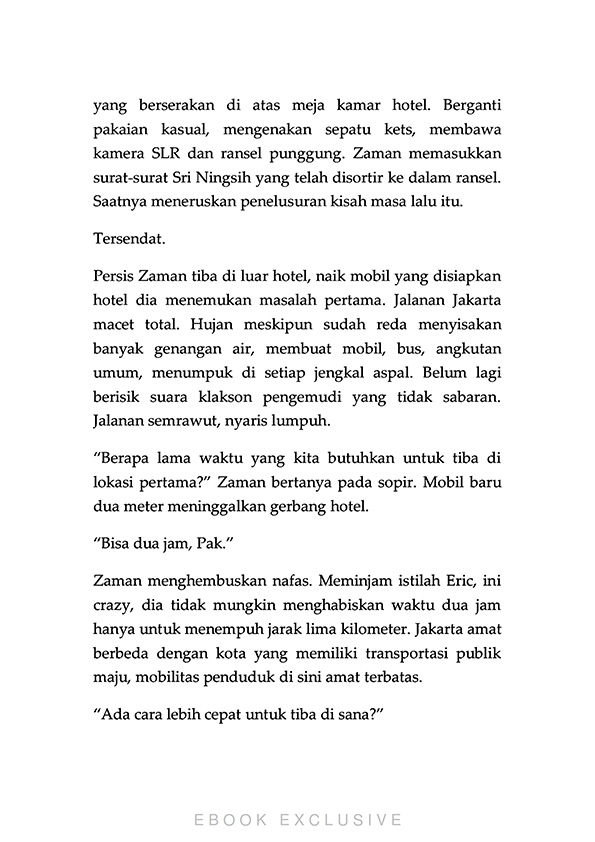 yang berserakan di atas meja kamar hotel. Berganti
pakaian kasual, mengenakan sepatu kets, membawa
kamera SLR dan ransel punggung. Zaman memasukkan
surat-surat Sri Ningsih yang telah disortir ke dalam ransel.
Saatnya meneruskan penelusuran kisah masa lalu itu.
Tersendat.
Persis Zaman tiba di luar hotel, naik mobil yang disiapkan
hotel dia menemukan masalah pertama. Jalanan Jakarta
macet total. Hujan meskipun sudah reda menyisakan
banyak genangan air, membuat mobil, bus, angkutan
umum, menumpuk di setiap jengkal aspal. Belum lagi
berisik suara klakson pengemudi yang tidak sabaran.
Jalanan semrawut, nyaris lumpuh.
“Berapa lama waktu yang kita butuhkan untuk tiba di
lokasi pertama?” Zaman bertanya pada sopir. Mobil baru
dua meter meninggalkan gerbang hotel.
“Bisa dua jam, Pak.”
Zaman menghembuskan nafas. Meminjam istilah Eric, ini
crazy, dia tidak mungkin menghabiskan waktu dua jam
hanya untuk menempuh jarak lima kilometer. Jakarta amat
berbeda dengan kota yang memiliki transportasi publik
maju, mobilitas penduduk di sini amat terbatas.
“Ada cara lebih cepat untuk tiba di sana?”
EBOOK EXCLUSIVE